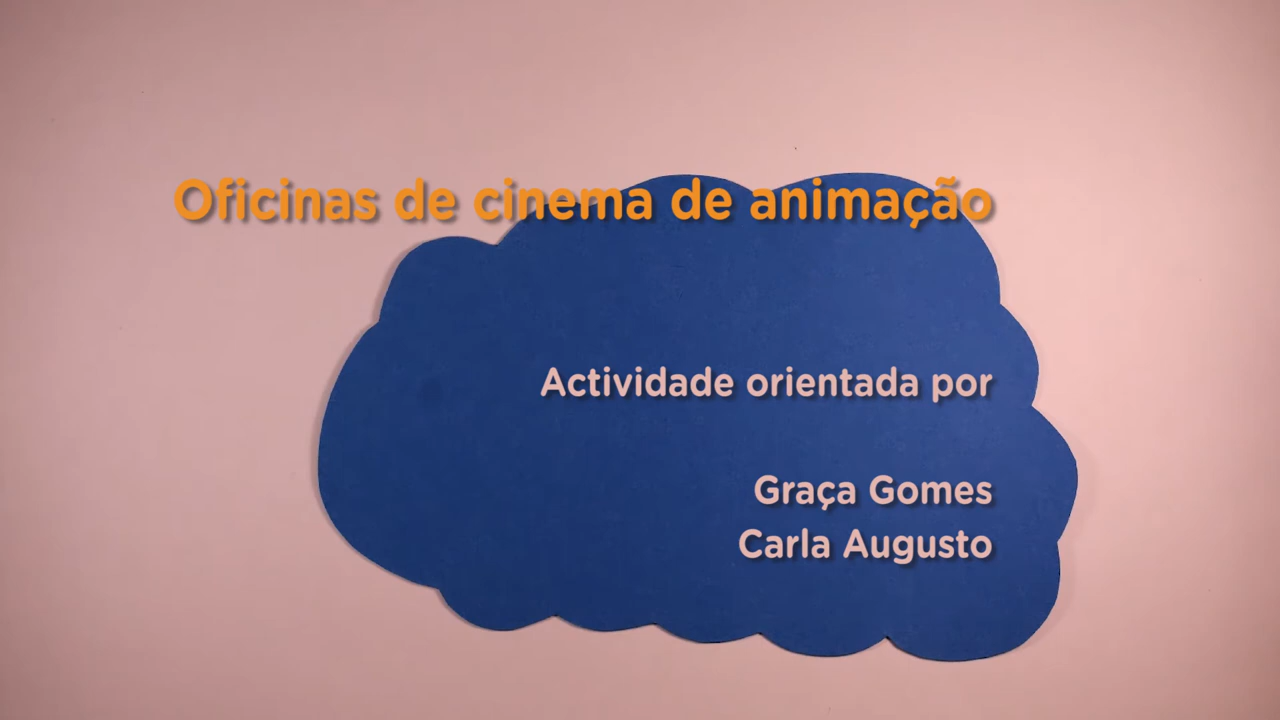 Oficinas de cinema de animação
Actividade orientada por
Graça Gomes
Carla Augusto